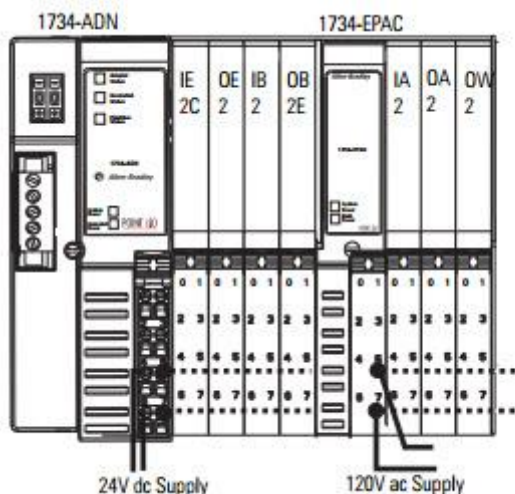 1734-ADN 1734-EPAC
IE OE IB OB IA OA OW
2C 2 2 2E 2 2 2
Allen-Bradley
POINT I/O
0 1 0 1 0 1 0 1 0 1 0 1 0 1 0 1
2 3 2 3 2 3 2 3 2 3 2 3 2 3 2 3
4 5 4 5 4 5 4 5 4 5 4 5 4 5 4 5
6 7 6 7 6 7 6 7 6 7 6 7 6 7 6 7
24V dc Supply 120V ac Supply